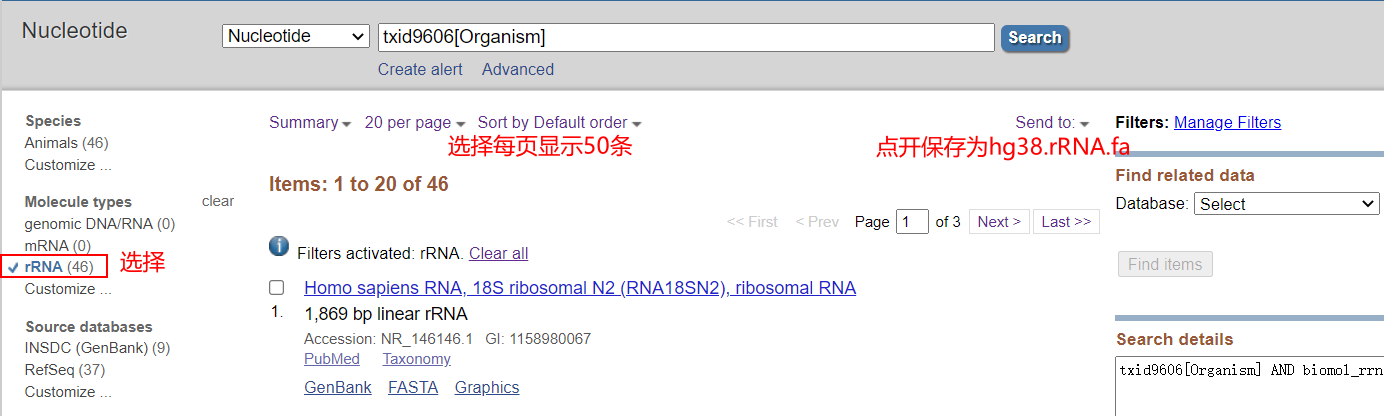 Nucleotide
Nucleotide
txid9606[Organism]
Search
Create alert Advanced
Species
Animals (46)
Customize ...
Molecule types clear
genomic DNA/RNA (0)
mRNA (0)
rRNA (46) 选择
Customize ...
Source databases
INSDC (GenBank) (9)
RefSeq (37)
Customize ...
Summary 20 per page Sort by Default order Send to:
选择每页显示50条 点开保存为hg38.rRNA.fa
Items: 1 to 20 of 46
<< First < Prev Page 1 of 3 Next > Last >>
Filters activated: rRNA. Clear all
Homo sapiens RNA, 18S ribosomal N2 (RNA18SN2), ribosomal RNA
1. 1,869 bp linear rRNA
Accession: NR_146146.1 GI: 1158980067
PubMed Taxonomy
GenBank FASTA Graphics
Filters: Manage Filters
Find related data
Database: Select
Find items
Search details
txid9606[Organism] AND biomol_rrn